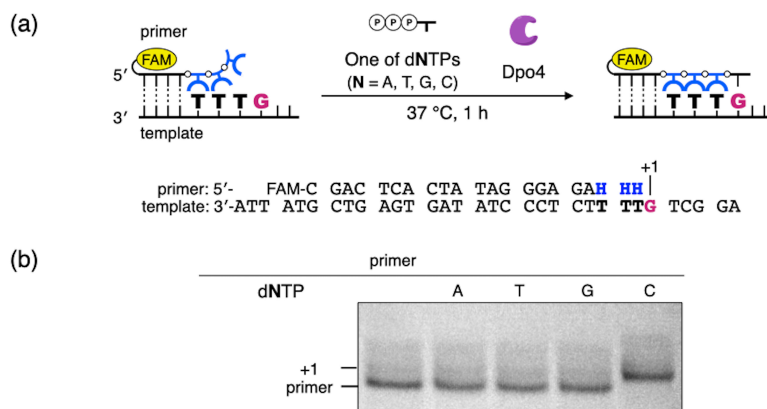 (a)
primer
P P P
One of dNTPs
(N = A, T, G, C)
Dpo4
37 °C, 1 h
FAM
5′
T T T G
3′
template
FAM
T T T G
+1
primer: 5′- FAM-C GAC TCA CTA TAG GGA GAH HH
template: 3′-ATT ATG CTG AGT GAT ATC CCT CTT TTG TCG GA
(b)
primer
dNTP A T G C
+1
primer